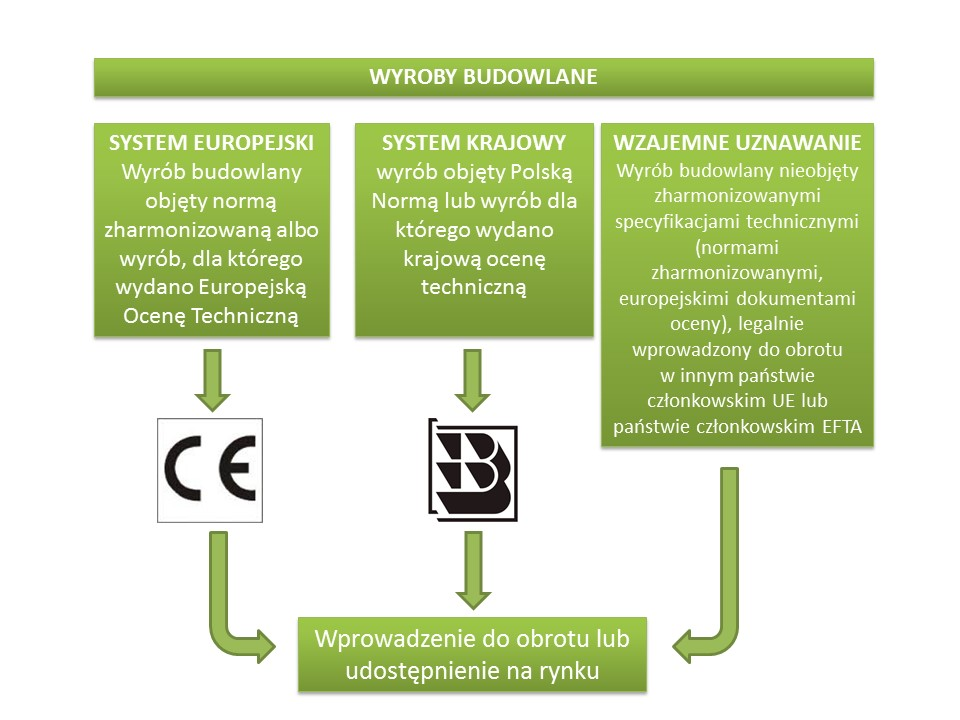 WYROBY BUDOWLANE
SYSTEM EUROPEJSKI
Wyrób budowlany
objęty normą
zharmonizowaną albo
wyrób, dla którego
wydano Europejską
Ocenę Techniczną
SYSTEM KRAJOWY
wyrób objęty Polską
Normą lub wyrób dla
którego wydano
krajową ocenę
techniczną
WZAJEMNE UZNAWANIE
Wyrób budowlany nieobjęty
zharmonizowanymi
specyfikacjami technicznymi
(normami
zharmonizowanymi,
europejskimi dokumentami
oceny), legalnie
wprowadzony do obrotu
w innym państwie
członkowskim UE lub
państwie członkowskim EFTA
CE
B
Wprowadzenie do obrotu lub
udostępnienie na rynku